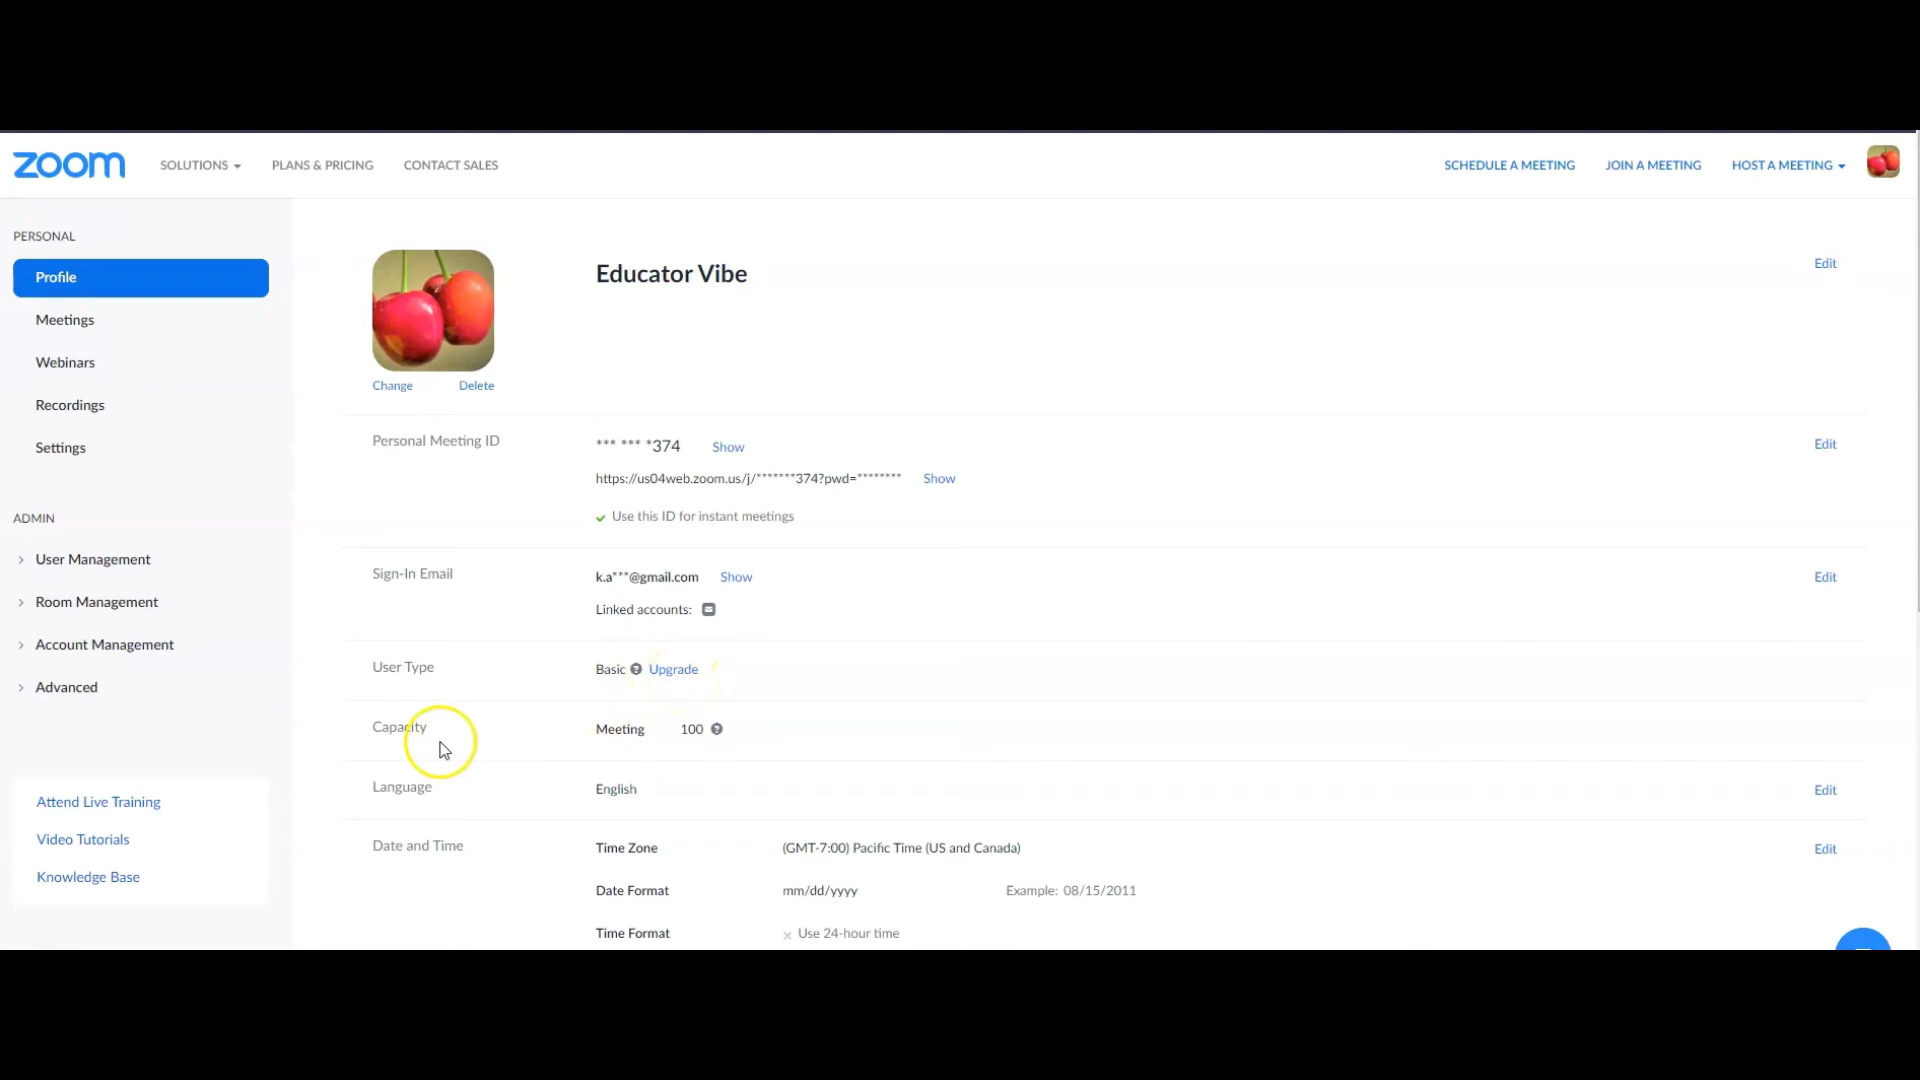 zoom SOLUTIONS PLANS & PRICING CONTACT SALES SCHEDULE A MEETING JOIN A MEETING HOST A MEETING
PERSONAL
Profile
Meetings
Webinars
Recordings
Settings
ADMIN
User Management
Room Management
Account Management
Advanced
Attend Live Training
Video Tutorials
Knowledge Base
Educator Vibe Edit
Change Delete
Personal Meeting ID *** *** *374 Show Edit
https://us04web.zoom.us/j/*******374?pwd=******** Show
Use this ID for instant meetings
Sign-In Email k.a***@gmail.com Show Edit
Linked accounts:
User Type Basic Upgrade
Capacity Meeting 100
Language English Edit
Date and Time Time Zone (GMT-7:00) Pacific Time (US and Canada) Edit
Date Format mm/dd/yyyy Example: 08/15/2011
Time Format Use 24-hour time